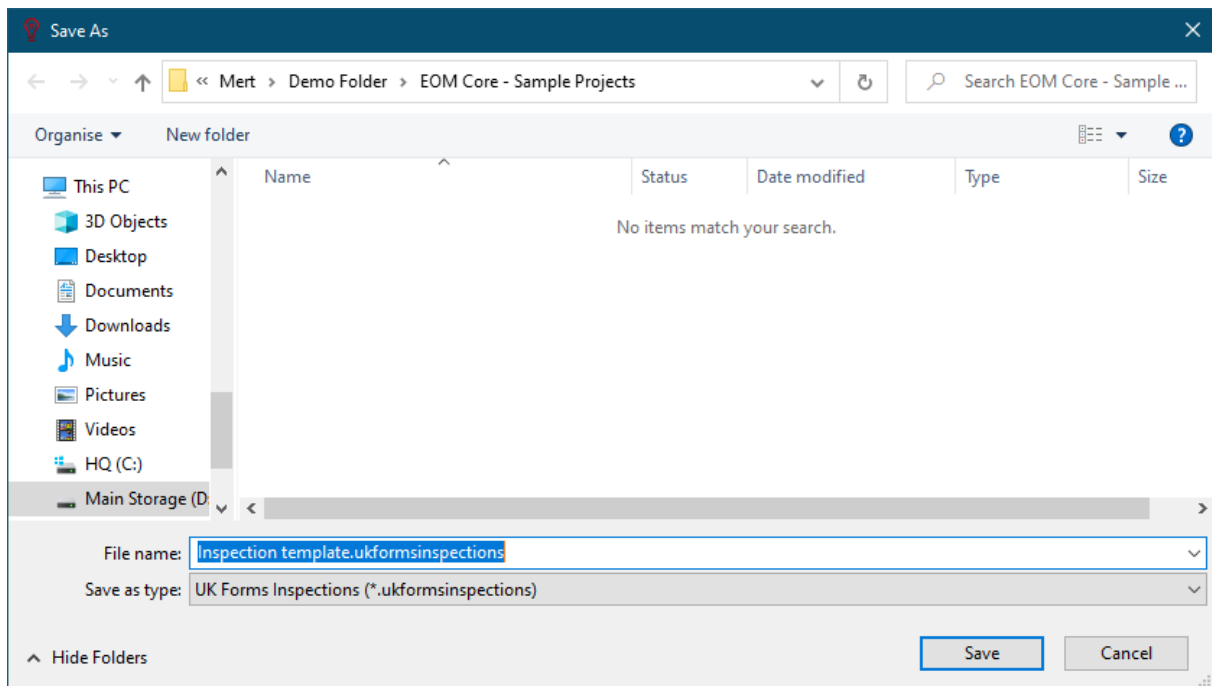 Save As
« Mert > Demo Folder > EOM Core - Sample Projects
Search EOM Core - Sample ...
Organise
New folder
?
Name Status Date modified Type Size
No items match your search.
This PC
3D Objects
Desktop
Documents
Downloads
Music
Pictures
Videos
HQ (C:)
Main Storage (D:
File name: Inspection template.ukformsinspections
Save as type: UK Forms Inspections (*.ukformsinspections)
Hide Folders
Save
Cancel